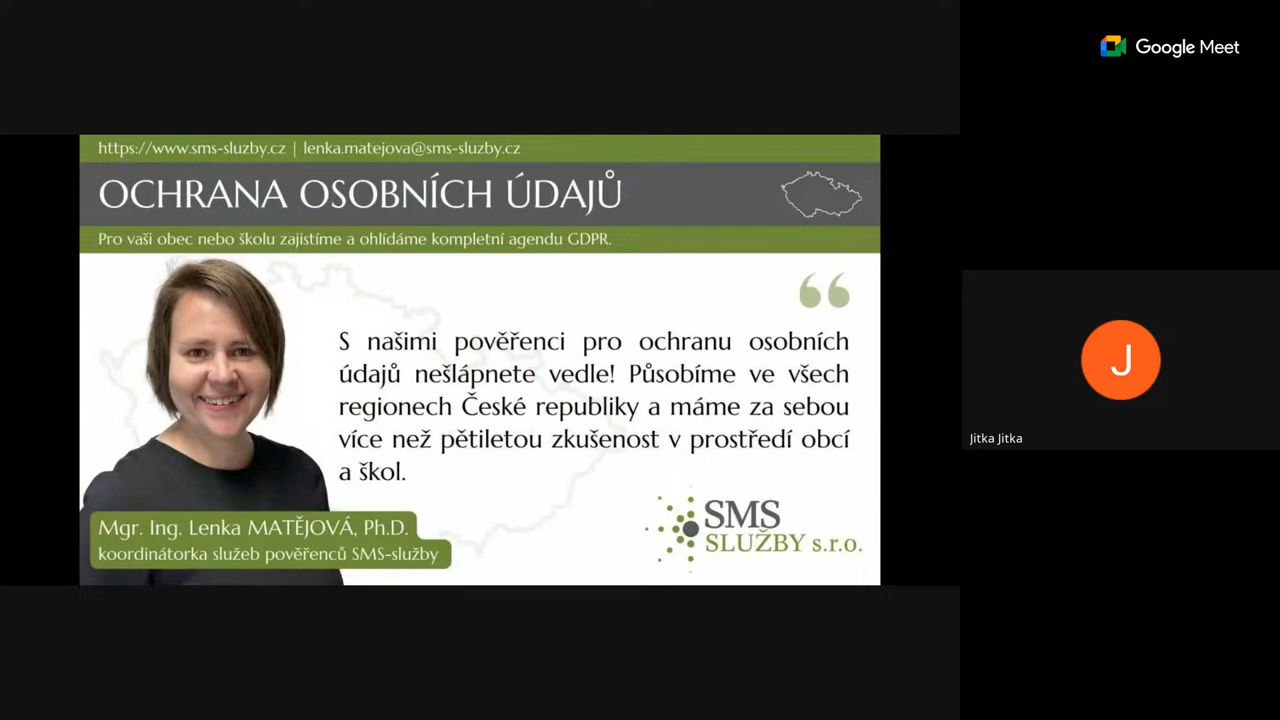 Google Meet
https://www.sms-sluzby.cz | lenka.matejova@sms-sluzby.cz
OCHRANA OSOBNÍCH ÚDAJŮ
Pro vaši obec nebo školu zajistíme a ohlídáme kompletní agendu GDPR.
S našimi pověřenci pro ochranu osobních
údajů nešlápnete vedle! Působíme ve všech
regionech České republiky a máme za sebou
více než pětiletou zkušenost v prostředí obcí
a škol.
Mgr. Ing. Lenka MATĚJOVÁ, Ph.D.
koordinátorka služeb pověřenců SMS-služby
SMS
SLUŽBY s.r.o.
J
Jitka Jitka